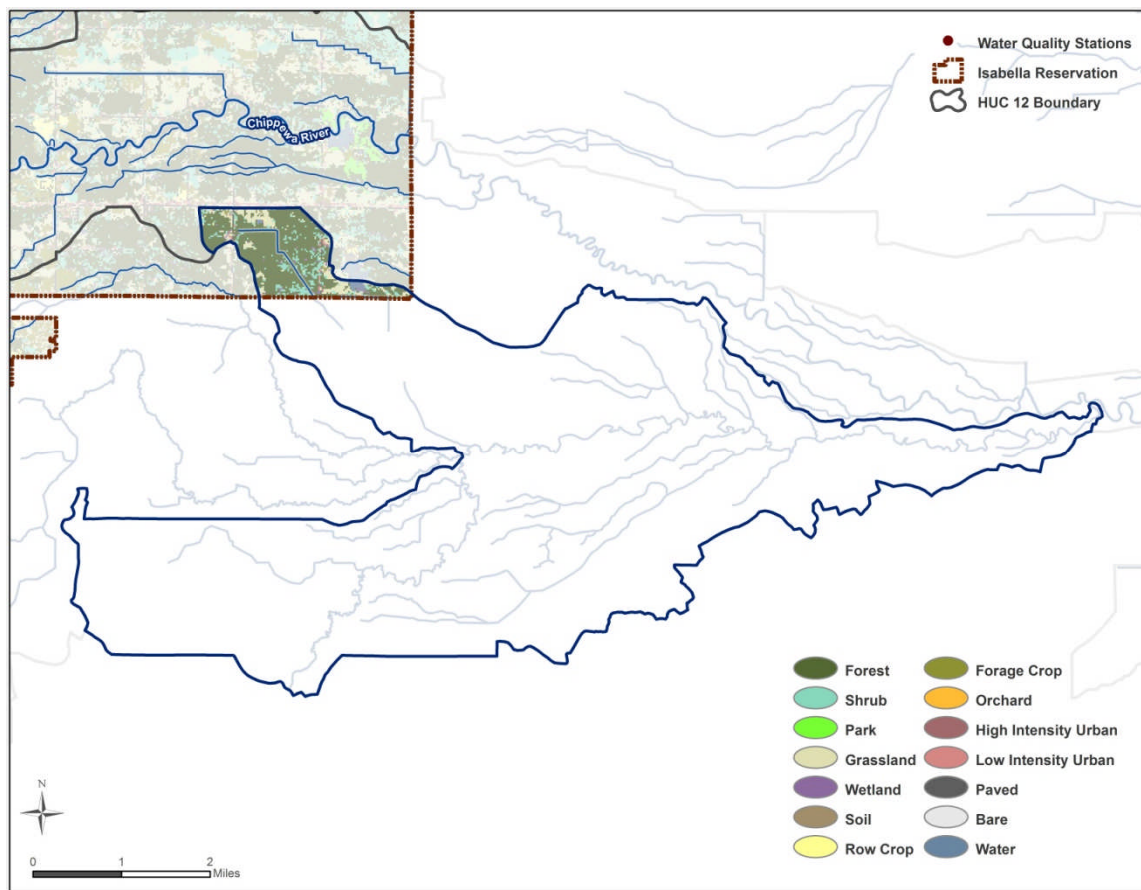 Water Quality Stations
Isabella Reservation
HUC 12 Boundary
Chippewa River
Forest
Shrub
Park
Grassland
Wetland
Soil
Row Crop
Forage Crop
Orchard
High Intensity Urban
Low Intensity Urban
Paved
Bare
Water
N
0 1 2
Miles